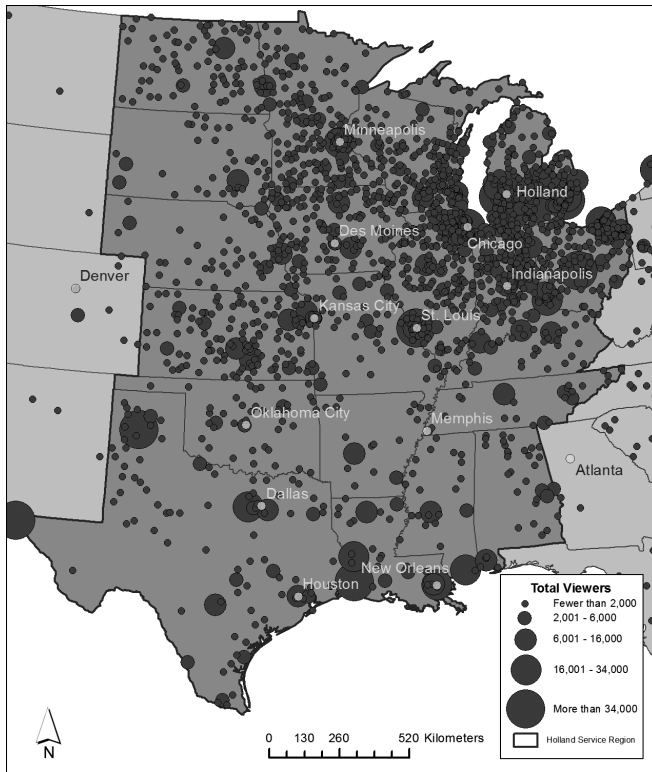 Minneapolis
Holland
Des Moines
Chicago
Denver
Indianapolis
Kansas City
St. Louis
Oklahoma City
Memphis
Atlanta
Dallas
New Orleans
Houston
Total Viewers
Fewer than 2,000
2,001 - 6,000
6,001 - 16,000
16,001 - 34,000
More than 34,000
Holland Service Region
N
0 130 260 520 Kilometers